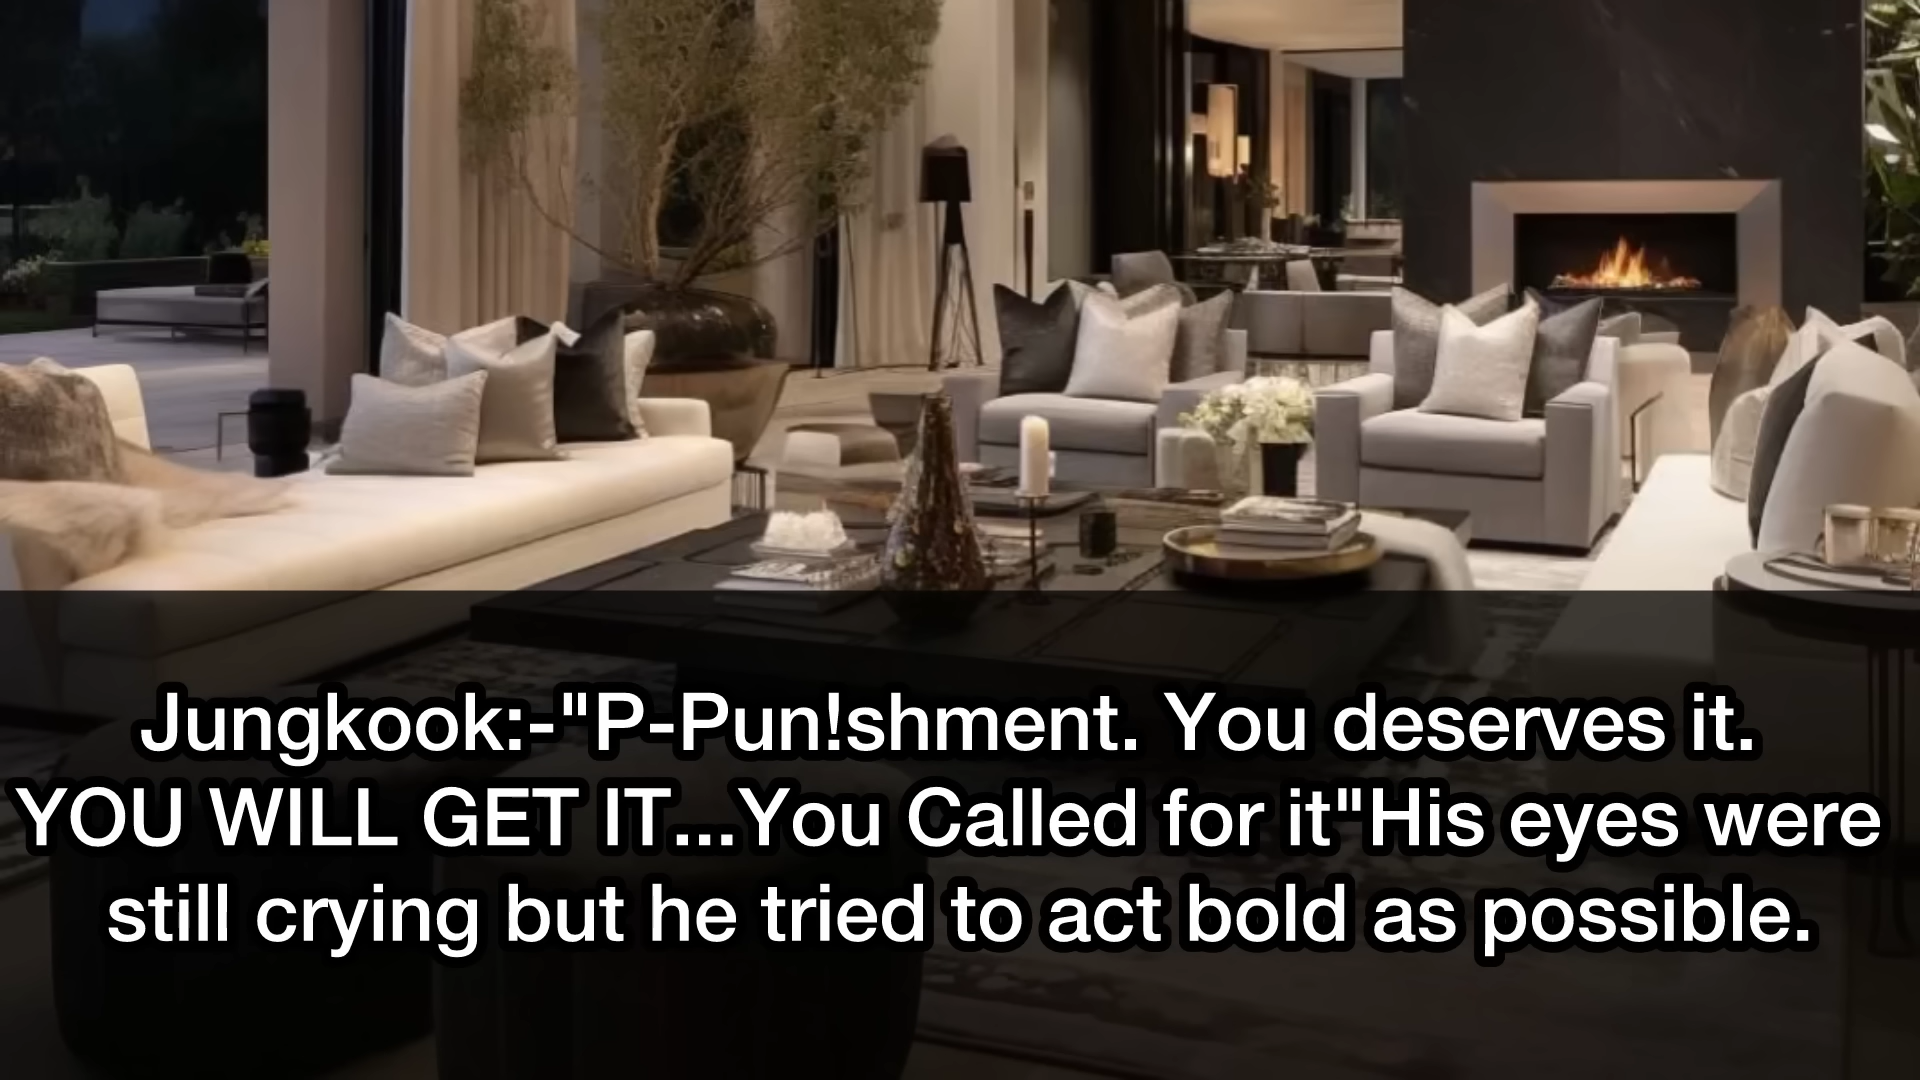 Jungkook:-"P-Pun!shment. You deserves it.
YOU WILL GET IT...You Called for it"His eyes were
still crying but he tried to act bold as possible.